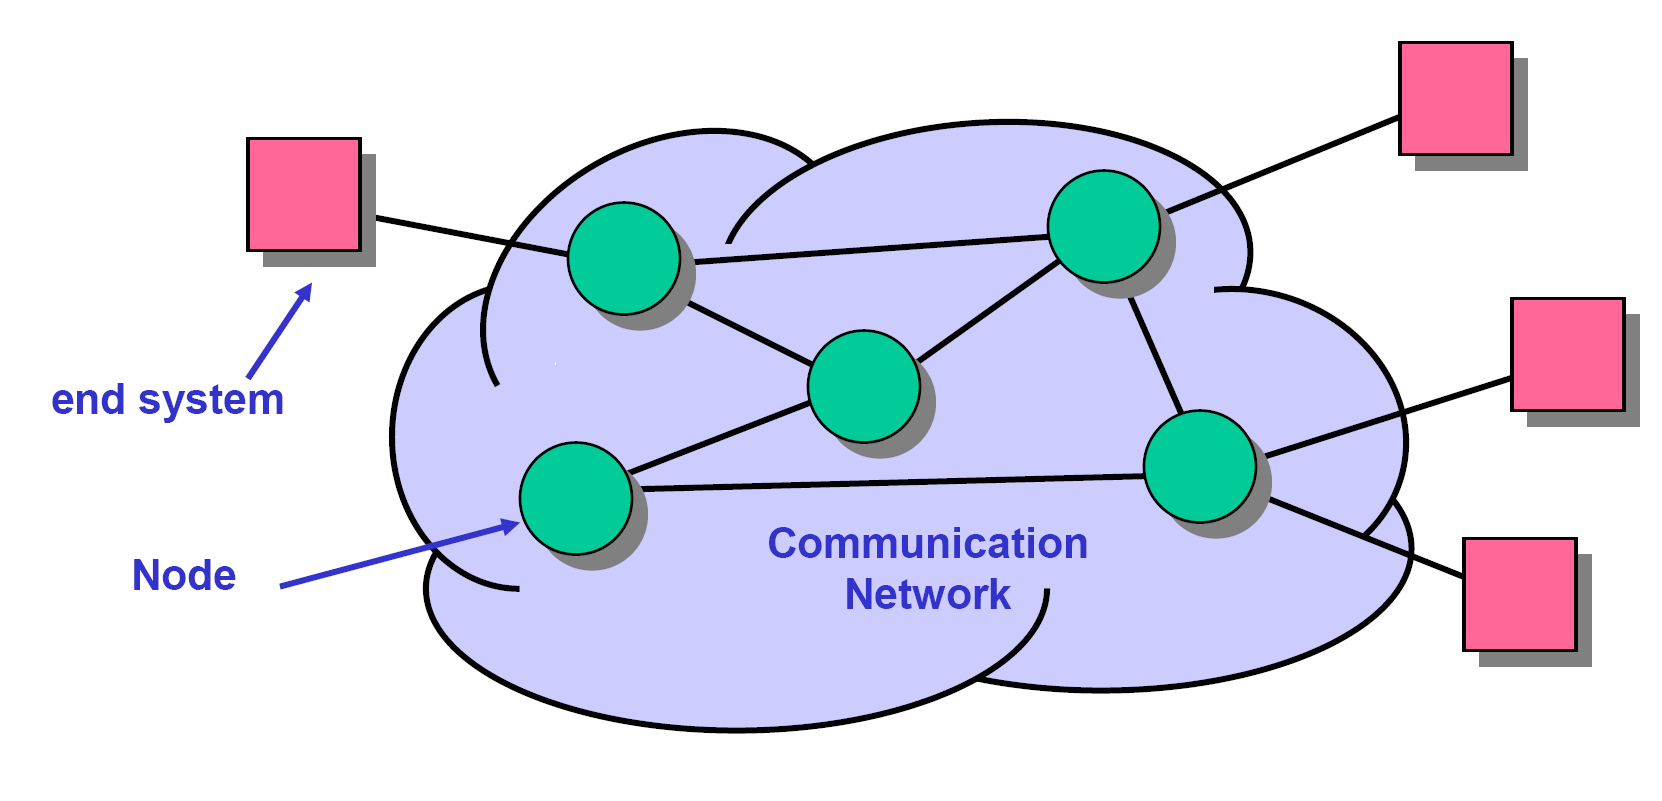 end system
Node
Communication
Network